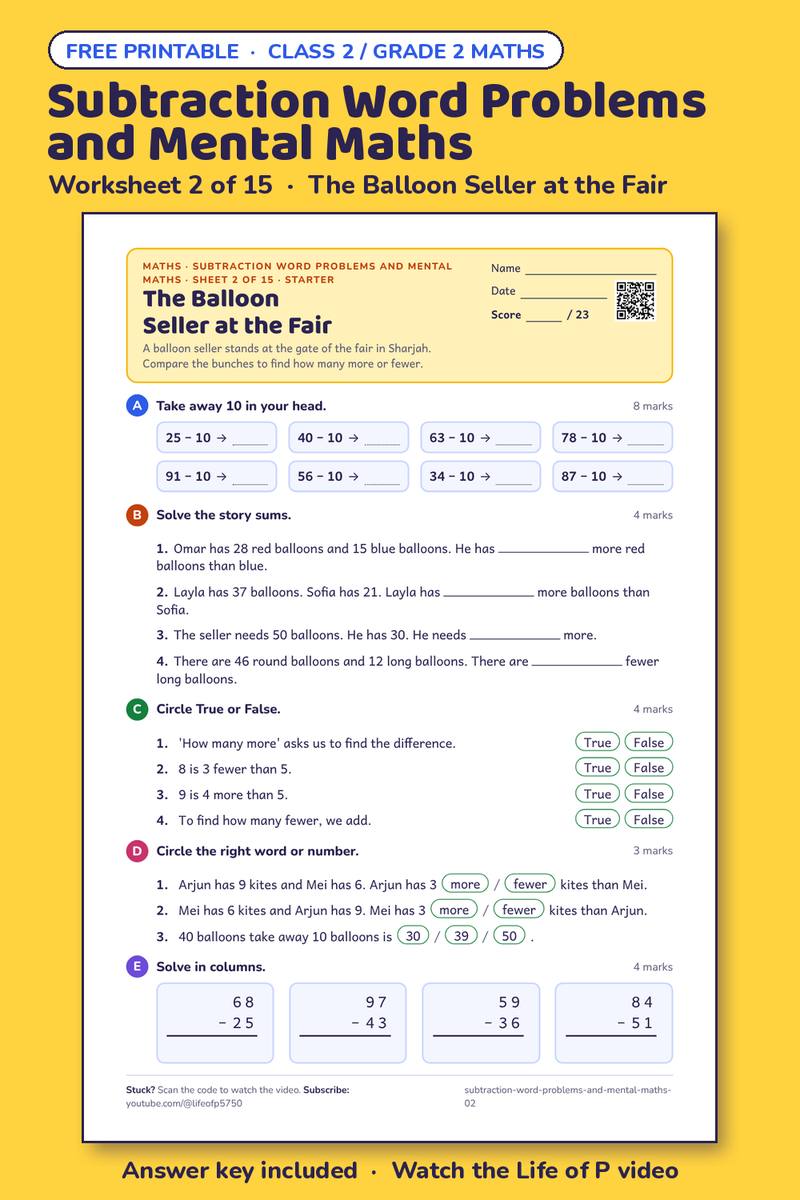 FREE PRINTABLE · CLASS 2 / GRADE 2 MATHS
Subtraction Word Problems
and Mental Maths
Worksheet 2 of 15 · The Balloon Seller at the Fair
MATHS · SUBTRACTION WORD PROBLEMS AND MENTAL
MATHS · SHEET 2 OF 15 · STARTER
The Balloon
Seller at the Fair
A balloon seller stands at the gate of the fair in Sharjah.
Compare the bunches to find how many more or fewer.
Name ____
Date ____
Score ____ / 23
A Take away 10 in your head. 8 marks
25 − 10 → ____ 40 − 10 → ____ 63 − 10 → ____ 78 − 10 → ____
91 − 10 → ____ 56 − 10 → ____ 34 − 10 → ____ 87 − 10 → ____
B Solve the story sums. 4 marks
1. Omar has 28 red balloons and 15 blue balloons. He has ____ more red
balloons than blue.
2. Layla has 37 balloons. Sofia has 21. Layla has ____ more balloons than
Sofia.
3. The seller needs 50 balloons. He has 30. He needs ____ more.
4. There are 46 round balloons and 12 long balloons. There are ____ fewer
long balloons.
C Circle True or False. 4 marks
1. 'How many more' asks us to find the difference. True False
2. 8 is 3 fewer than 5. True False
3. 9 is 4 more than 5. True False
4. To find how many fewer, we add. True False
D Circle the right word or number. 3 marks
1. Arjun has 9 kites and Mei has 6. Arjun has 3 more / fewer kites than Mei.
2. Mei has 6 kites and Arjun has 9. Mei has 3 more / fewer kites than Arjun.
3. 40 balloons take away 10 balloons is 30 / 39 / 50 .
E Solve in columns. 4 marks
68 97 59 84
− 25 − 43 − 36 − 51
Stuck? Scan the code to watch the video. Subscribe:
youtube.com/@lifeofp5750
subtraction-word-problems-and-mental-maths-
02
Answer key included · Watch the Life of P video